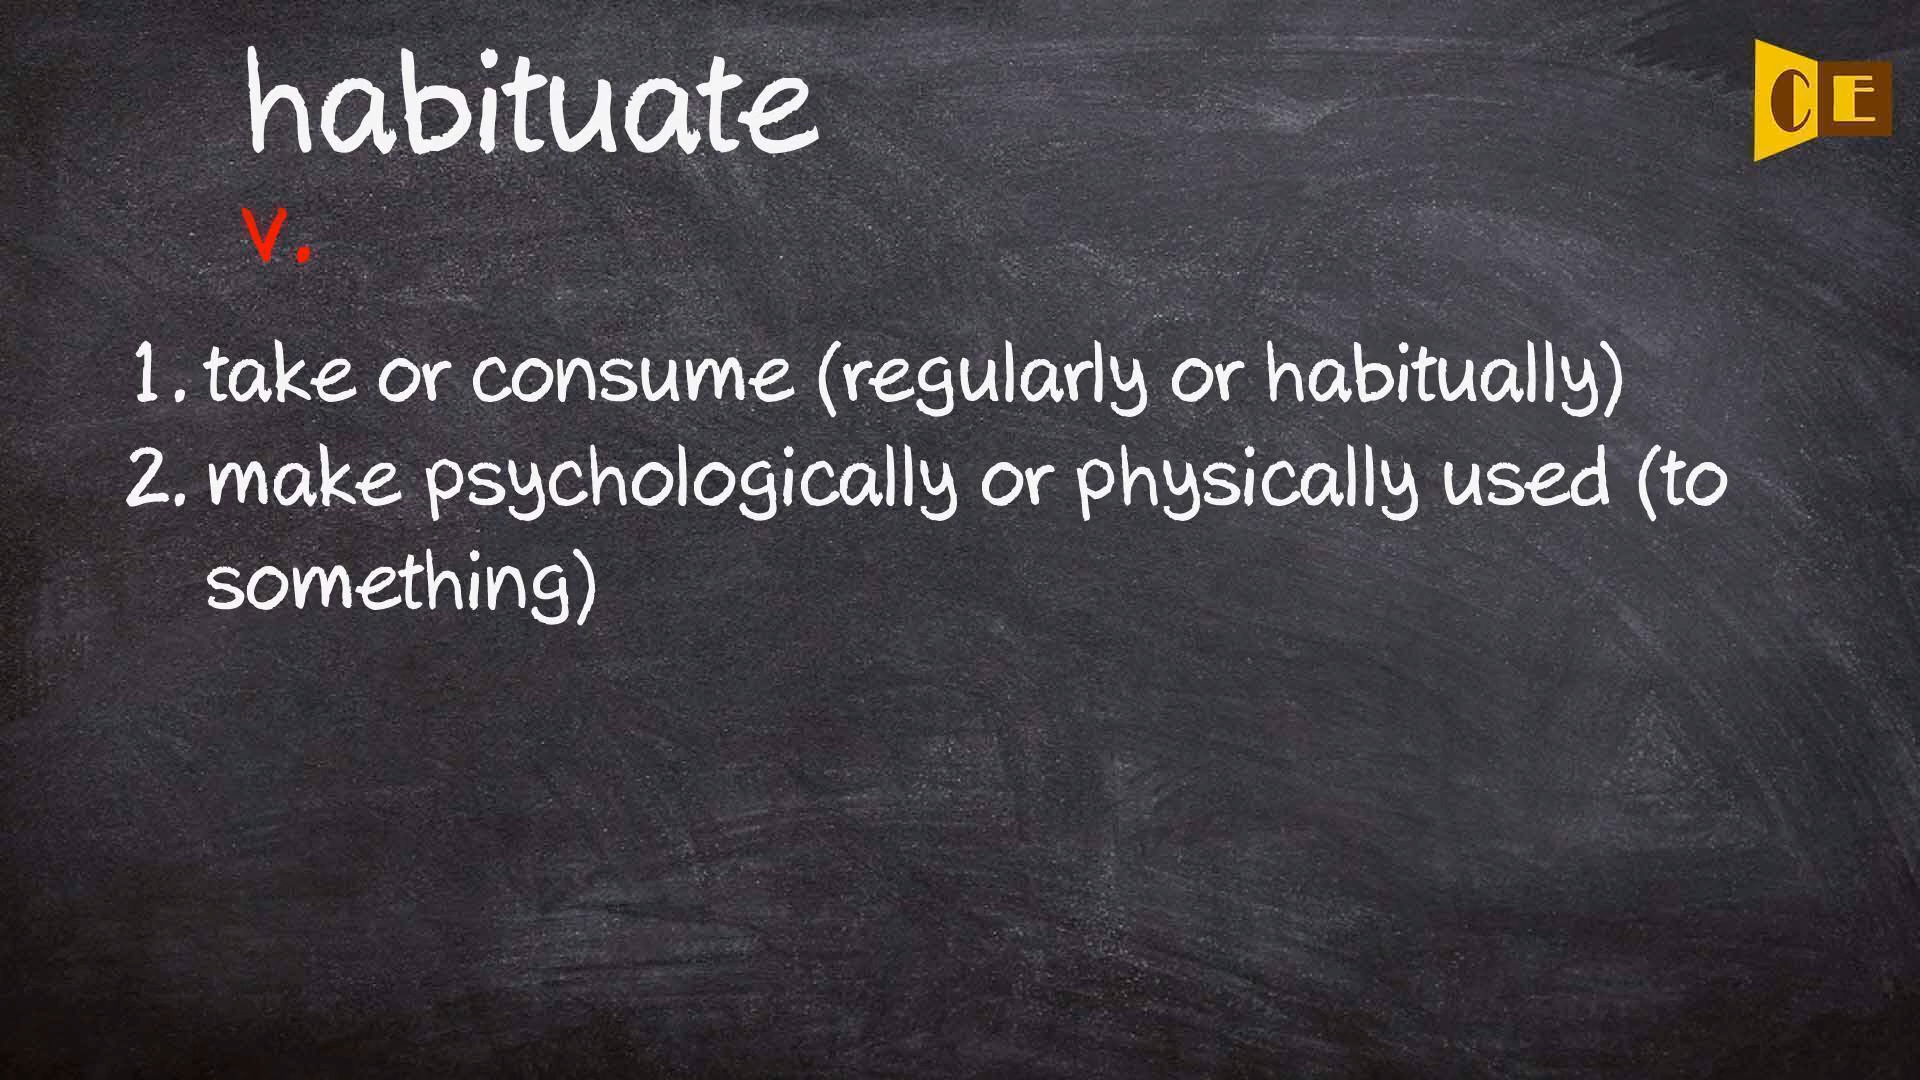 habituate
CE
v.
1. take or consume (regularly or habitually)
2. make psychologically or physically used (to
something)